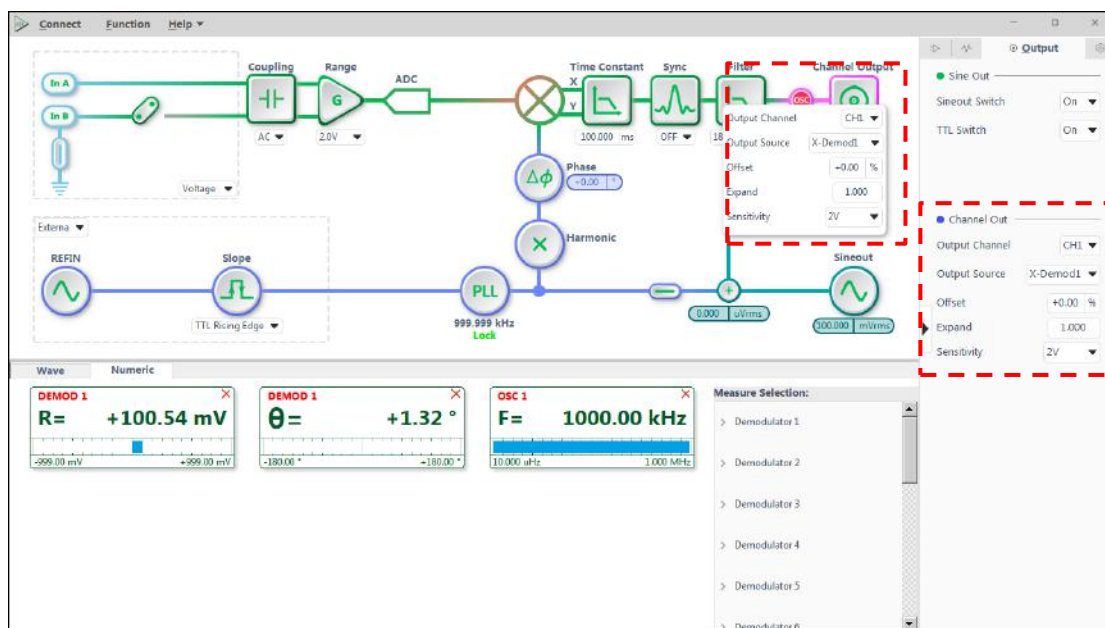 Connect Function Help
Output
In A
In B
Coupling
Range
ADC
Time Constant
Sync
Filter
Channel Output
G
X
Y
OSC
AC
2.0V
100.000 ms
OFF
18
Voltage
Output Channel CH1
Output Source X-Demod1
Offset +0.00 %
Expand 1.000
Sensitivity 2V
Δϕ
Phase
+0.00 °
Harmonic
Externa
REFIN
Slope
PLL
Sineout
TTL Rising Edge
999.999 kHz
Lock
0.000 uVrms
100.000 mVrms
Sine Out
Sineout Switch On
TTL Switch On
Channel Out
Output Channel CH1
Output Source X-Demod1
Offset +0.00 %
Expand 1.000
Sensitivity 2V
Wave Numeric
DEMOD 1
R= +100.54 mV
-999.00 mV +999.00 mV
DEMOD 1
θ= +1.32 °
-180.00 ° +180.00 °
OSC 1
F= 1000.00 kHz
10.000 uHz 1.000 MHz
Measure Selection:
Demodulator 1
Demodulator 2
Demodulator 3
Demodulator 4
Demodulator 5
Demodulator 6